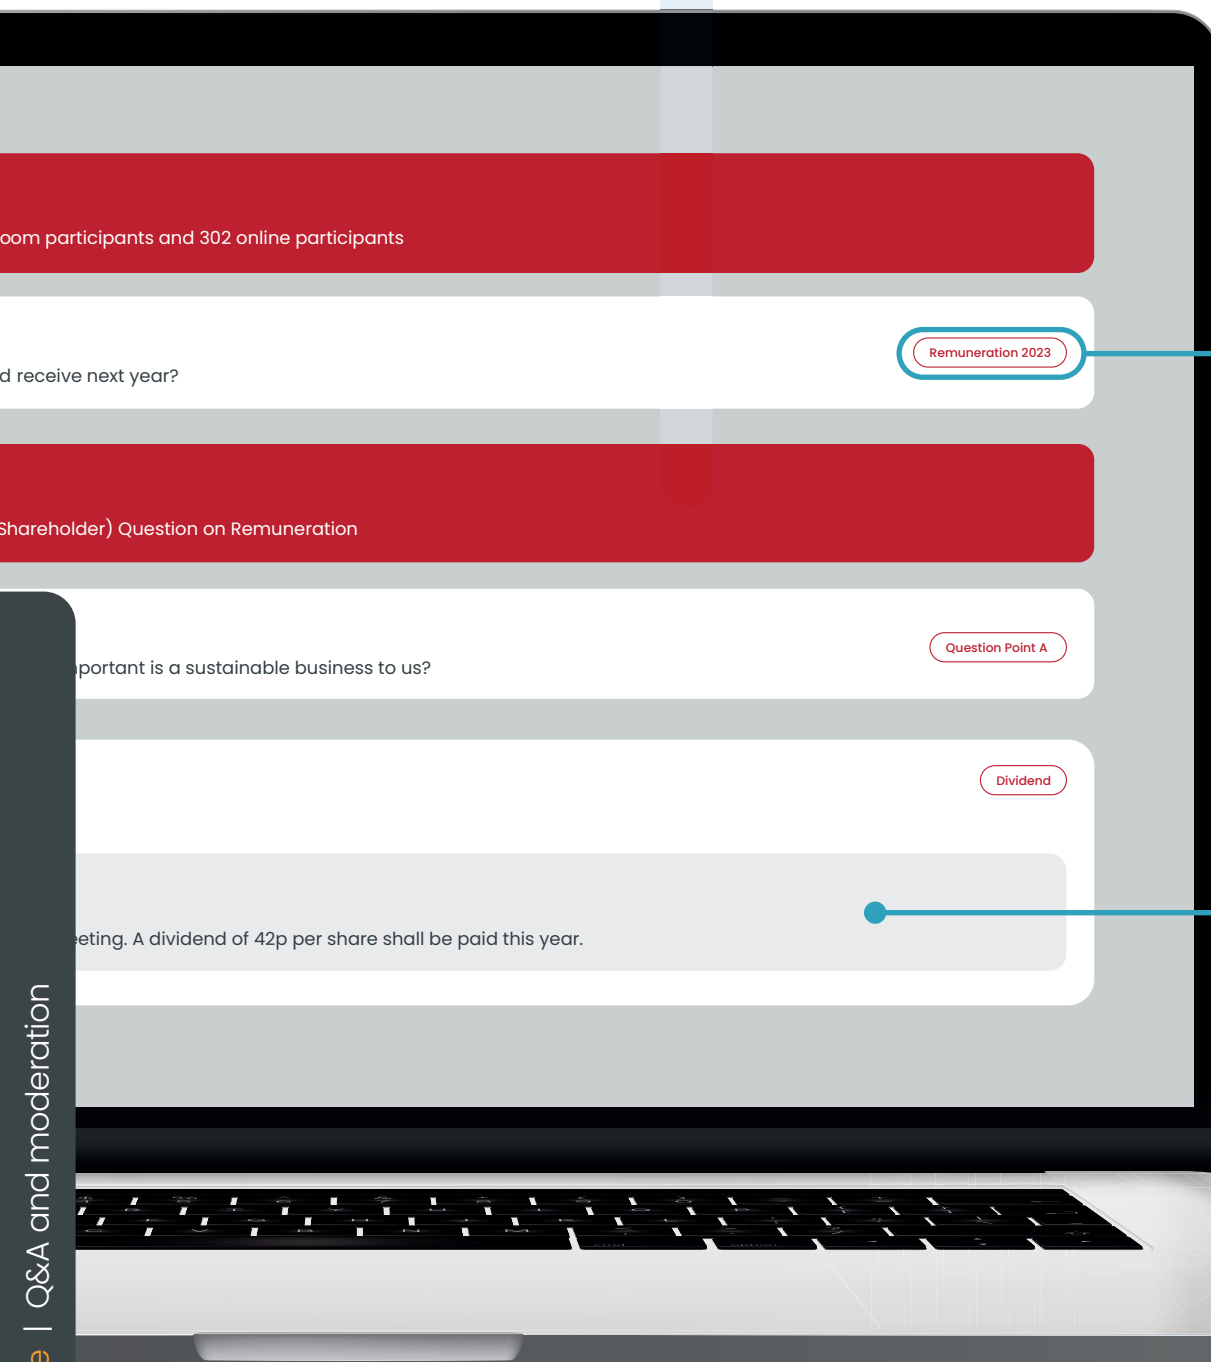 oom participants and 302 online participants
Remuneration 2023
d receive next year?
Shareholder) Question on Remuneration
Question Point A
portant is a sustainable business to us?
Dividend
eeting. A dividend of 42p per share shall be paid this year.
e | Q&A and moderation